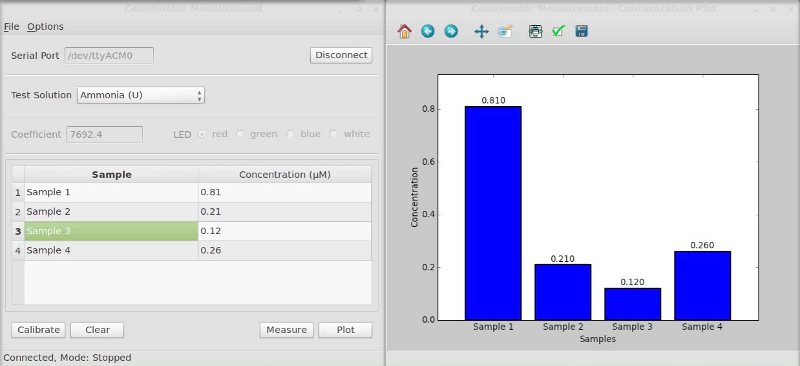 Colorimeter Measurement
File Options
Serial Port /dev/ttyACM0 Disconnect
Test Solution Ammonia (U)
Coefficient 7692.4 LED red green blue white
Sample Concentration (µM)
1 Sample 1 0.81
2 Sample 2 0.21
3 Sample 3 0.12
4 Sample 4 0.26
Calibrate Clear Measure Plot
Connected, Mode: Stopped
Colorimeter Measurement: Concentration Plot
0.8
0.6
0.4
0.2
0.0
Concentration
0.810
0.210
0.120
0.260
Sample 1 Sample 2 Sample 3 Sample 4
Samples